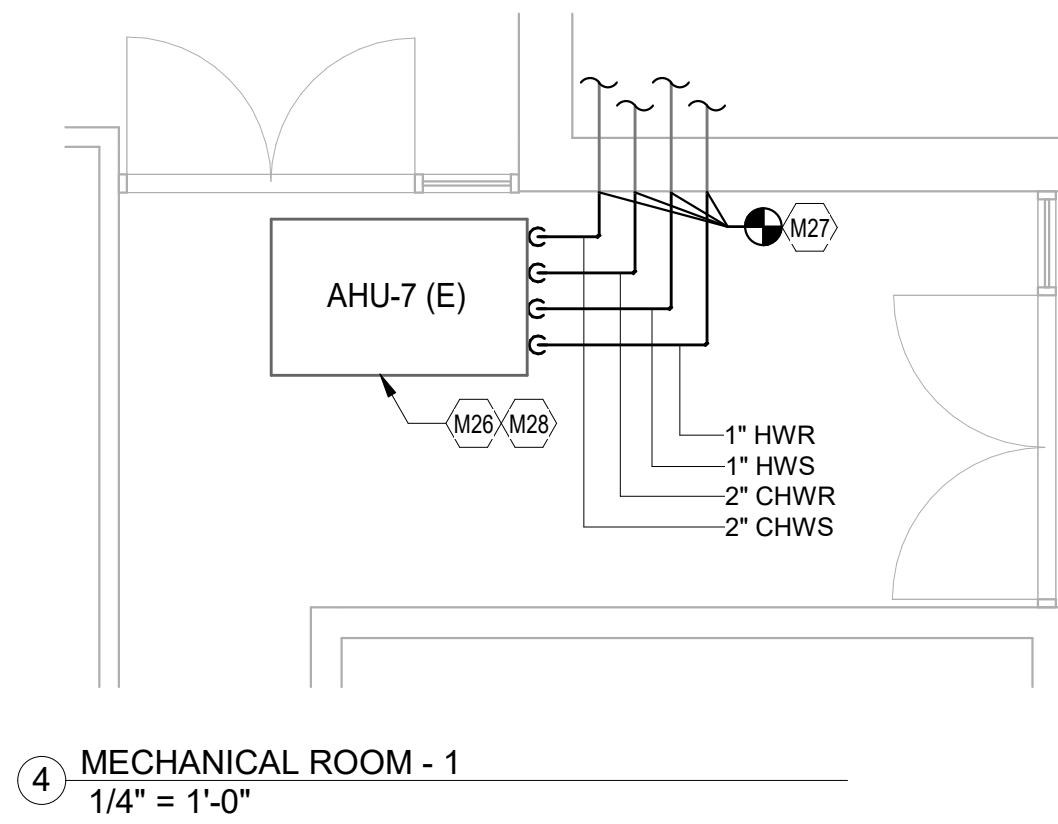 M27
AHU-7 (E)
M26 M28
1" HWR
1" HWS
2" CHWR
2" CHWS
4 MECHANICAL ROOM - 1
1/4" = 1'-0"